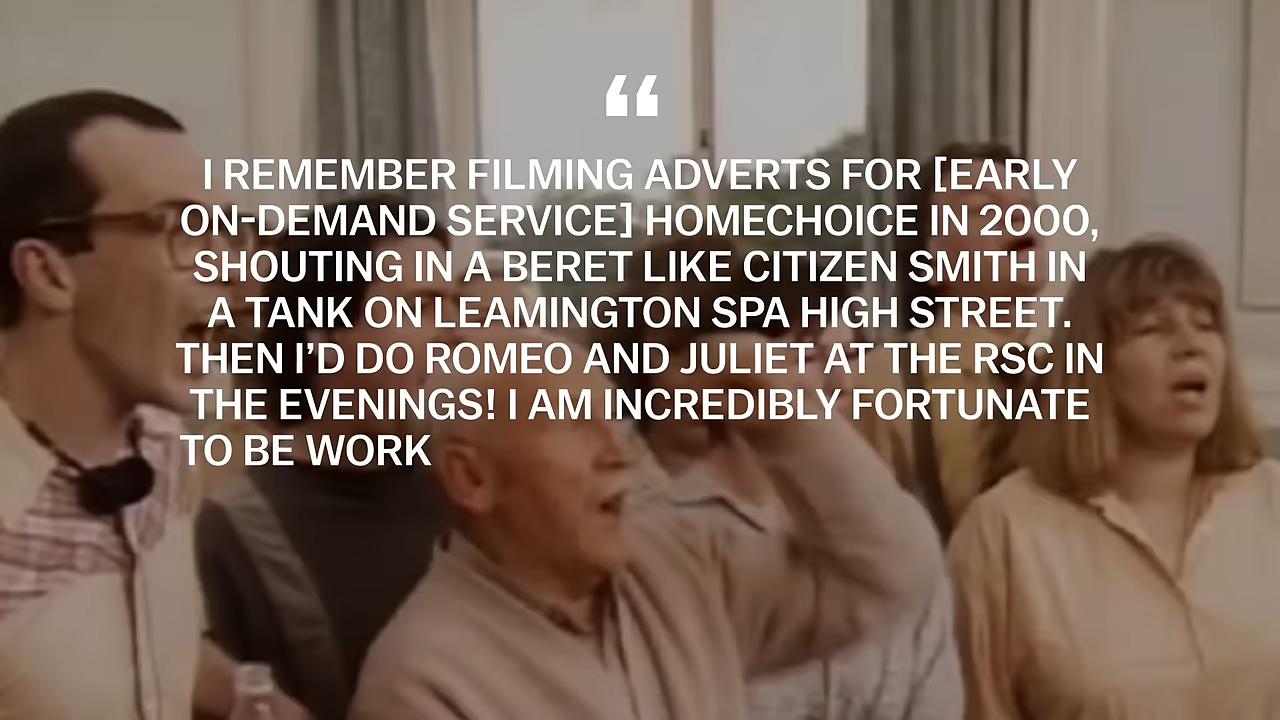 “
I REMEMBER FILMING ADVERTS FOR [EARLY
ON-DEMAND SERVICE] HOMECHOICE IN 2000,
SHOUTING IN A BERET LIKE CITIZEN SMITH IN
A TANK ON LEAMINGTON SPA HIGH STREET.
THEN I’D DO ROMEO AND JULIET AT THE RSC IN
THE EVENINGS! I AM INCREDIBLY FORTUNATE
TO BE WORK